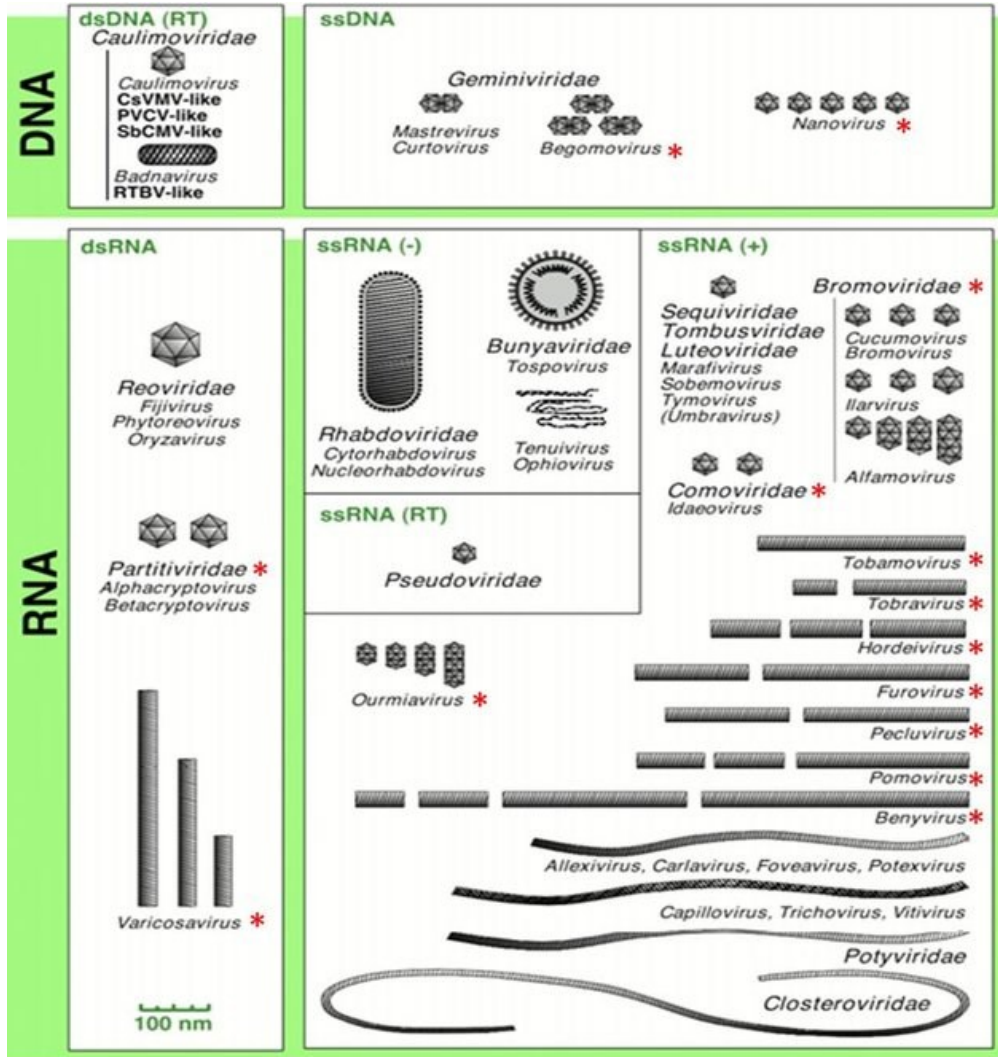 DNA
dsDNA (RT)
Caulimoviridae
Caulimovirus
CsVMV-like
PVCV-like
SbCMV-like
Badnavirus
RTBV-like
ssDNA
Geminiviridae
Mastrevirus
Curtovirus
Begomovirus *
Nanovirus *
RNA
dsRNA
Reoviridae
Fijivirus
Phytoreovirus
Oryzavirus
Partitiviridae *
Alphacryptovirus
Betacryptovirus
Varicosavirus *
100 nm
ssRNA (-)
Rhabdoviridae
Cytorhabdovirus
Nucleorhabdovirus
Bunyaviridae
Tospovirus
Tenuivirus
Ophiovirus
ssRNA (RT)
Pseudoviridae
ssRNA (+)
Sequiviridae
Tombusviridae
Luteoviridae
Marafivirus
Sobemovirus
Tymovirus
(Umbravirus)
Comoviridae *
Idaeovirus
Bromoviridae *
Cucumovirus
Bromovirus
Ilarvirus
Alfamovirus
Tobamovirus *
Tobravirus *
Hordeivirus *
Ourmiavirus *
Furovirus *
Pecluvirus *
Pomovirus *
Benyvirus *
Allexivirus, Carlavirus, Foveavirus, Potexvirus
Capillovirus, Trichovirus, Vitivirus
Potyviridae
Closteroviridae